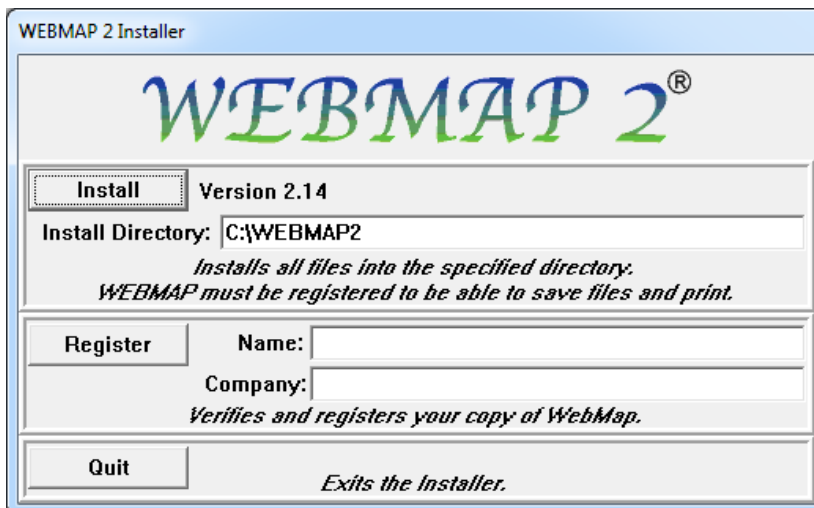 WEBMAP 2 Installer
WEBMAP 2®
Install Version 2.14
Install Directory: C:\WEBMAP2
Installs all files into the specified directory.
WEBMAP must be registered to be able to save files and print.
Register Name:
Company:
Verifies and registers your copy of WebMap.
Quit
Exits the Installer.